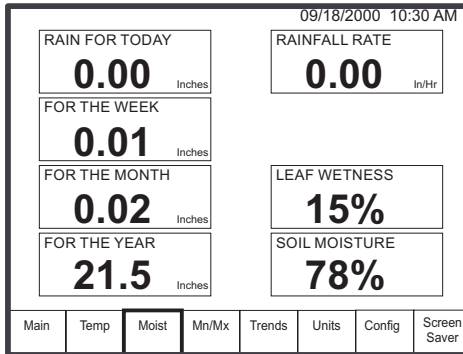 09/18/2000 10:30 AM
RAIN FOR TODAY
0.00 Inches
RAINFALL RATE
0.00 In/Hr
FOR THE WEEK
0.01 Inches
FOR THE MONTH
0.02 Inches
LEAF WETNESS
15%
FOR THE YEAR
21.5 Inches
SOIL MOISTURE
78%
Main Temp Moist Mn/Mx Trends Units Config Screen
Saver